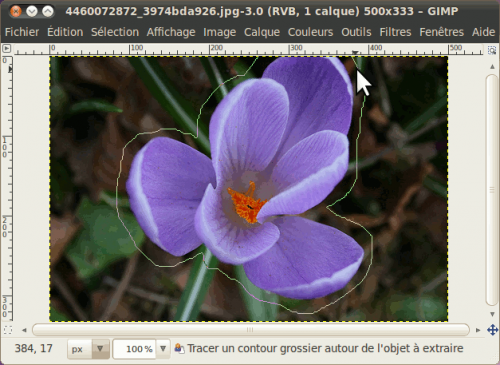 4460072872_3974bda926.jpg-3.0 (RVB, 1 calque) 500x333 – GIMP
Fichier Édition Sélection Affichage Image Calque Couleurs Outils Filtres Fenêtres Aide
0 100 200 300 400 500
0
100
200
300
384, 17 px 100 % Tracer un contour grossier autour de l'objet à extraire